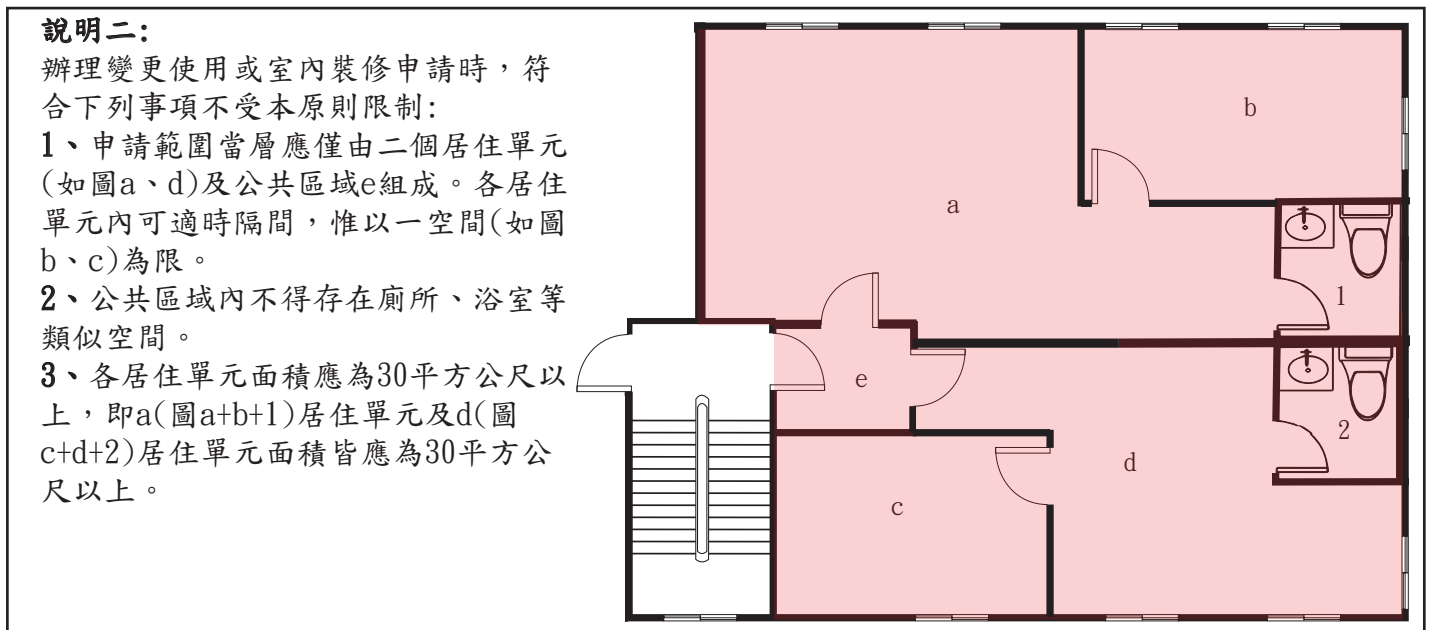 說明二:
辦理變更使用或室內裝修申請時，符
合下列事項不受本原則限制:
1、申請範圍當層應僅由二個居住單元
(如圖a、d)及公共區域e組成。各居住
單元內可適時隔間，惟以一空間(如圖
b、c)為限。
2、公共區域內不得存在廁所、浴室等
類似空間。
3、各居住單元面積應為30平方公尺以
上，即a(圖a+b+1)居住單元及d(圖
c+d+2)居住單元面積皆應為30平方公
尺以上。
b
a
1
e
2
d
c